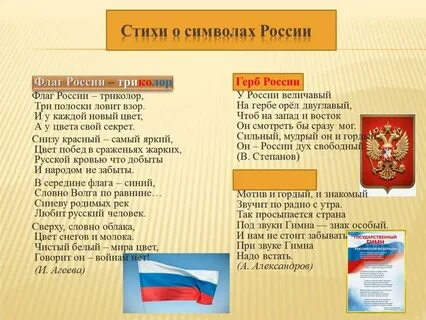 Стихи о символах России
Флаг России – триколор
Флаг России – триколор,
Три полоски ловит взор.
И у каждой новый цвет,
А у цвета свой секрет.
Снизу красный – самый яркий,
Цвет побед в сраженьях жарких,
Русской кровью что добыты
И народом не забыты.
В середине флага – синий,
Словно Волга по равнине…
Синеву родимых рек
Любит русский человек.
Сверху, словно облака,
Цвет снегов и молока.
Чистый белый – мира цвет,
Говорит он – войнам нет!
(И. Агеева)
Герб России
У России величавый
На гербе орёл двуглавый,
Чтоб на запад и восток
Он смотреть бы сразу мог.
Сильный, мудрый он и гордый.
Он – России дух свободный.
(В. Степанов)
Мотив и гордый, и знакомый
Звучит по радио с утра.
Так просыпается страна
Под звуки Гимна — знак особый.
И нам не стоит забывать
При звуке Гимна
Надо встать.
(А. Александров)
ГОСУДАРСТВЕННЫЙ
ГИМН